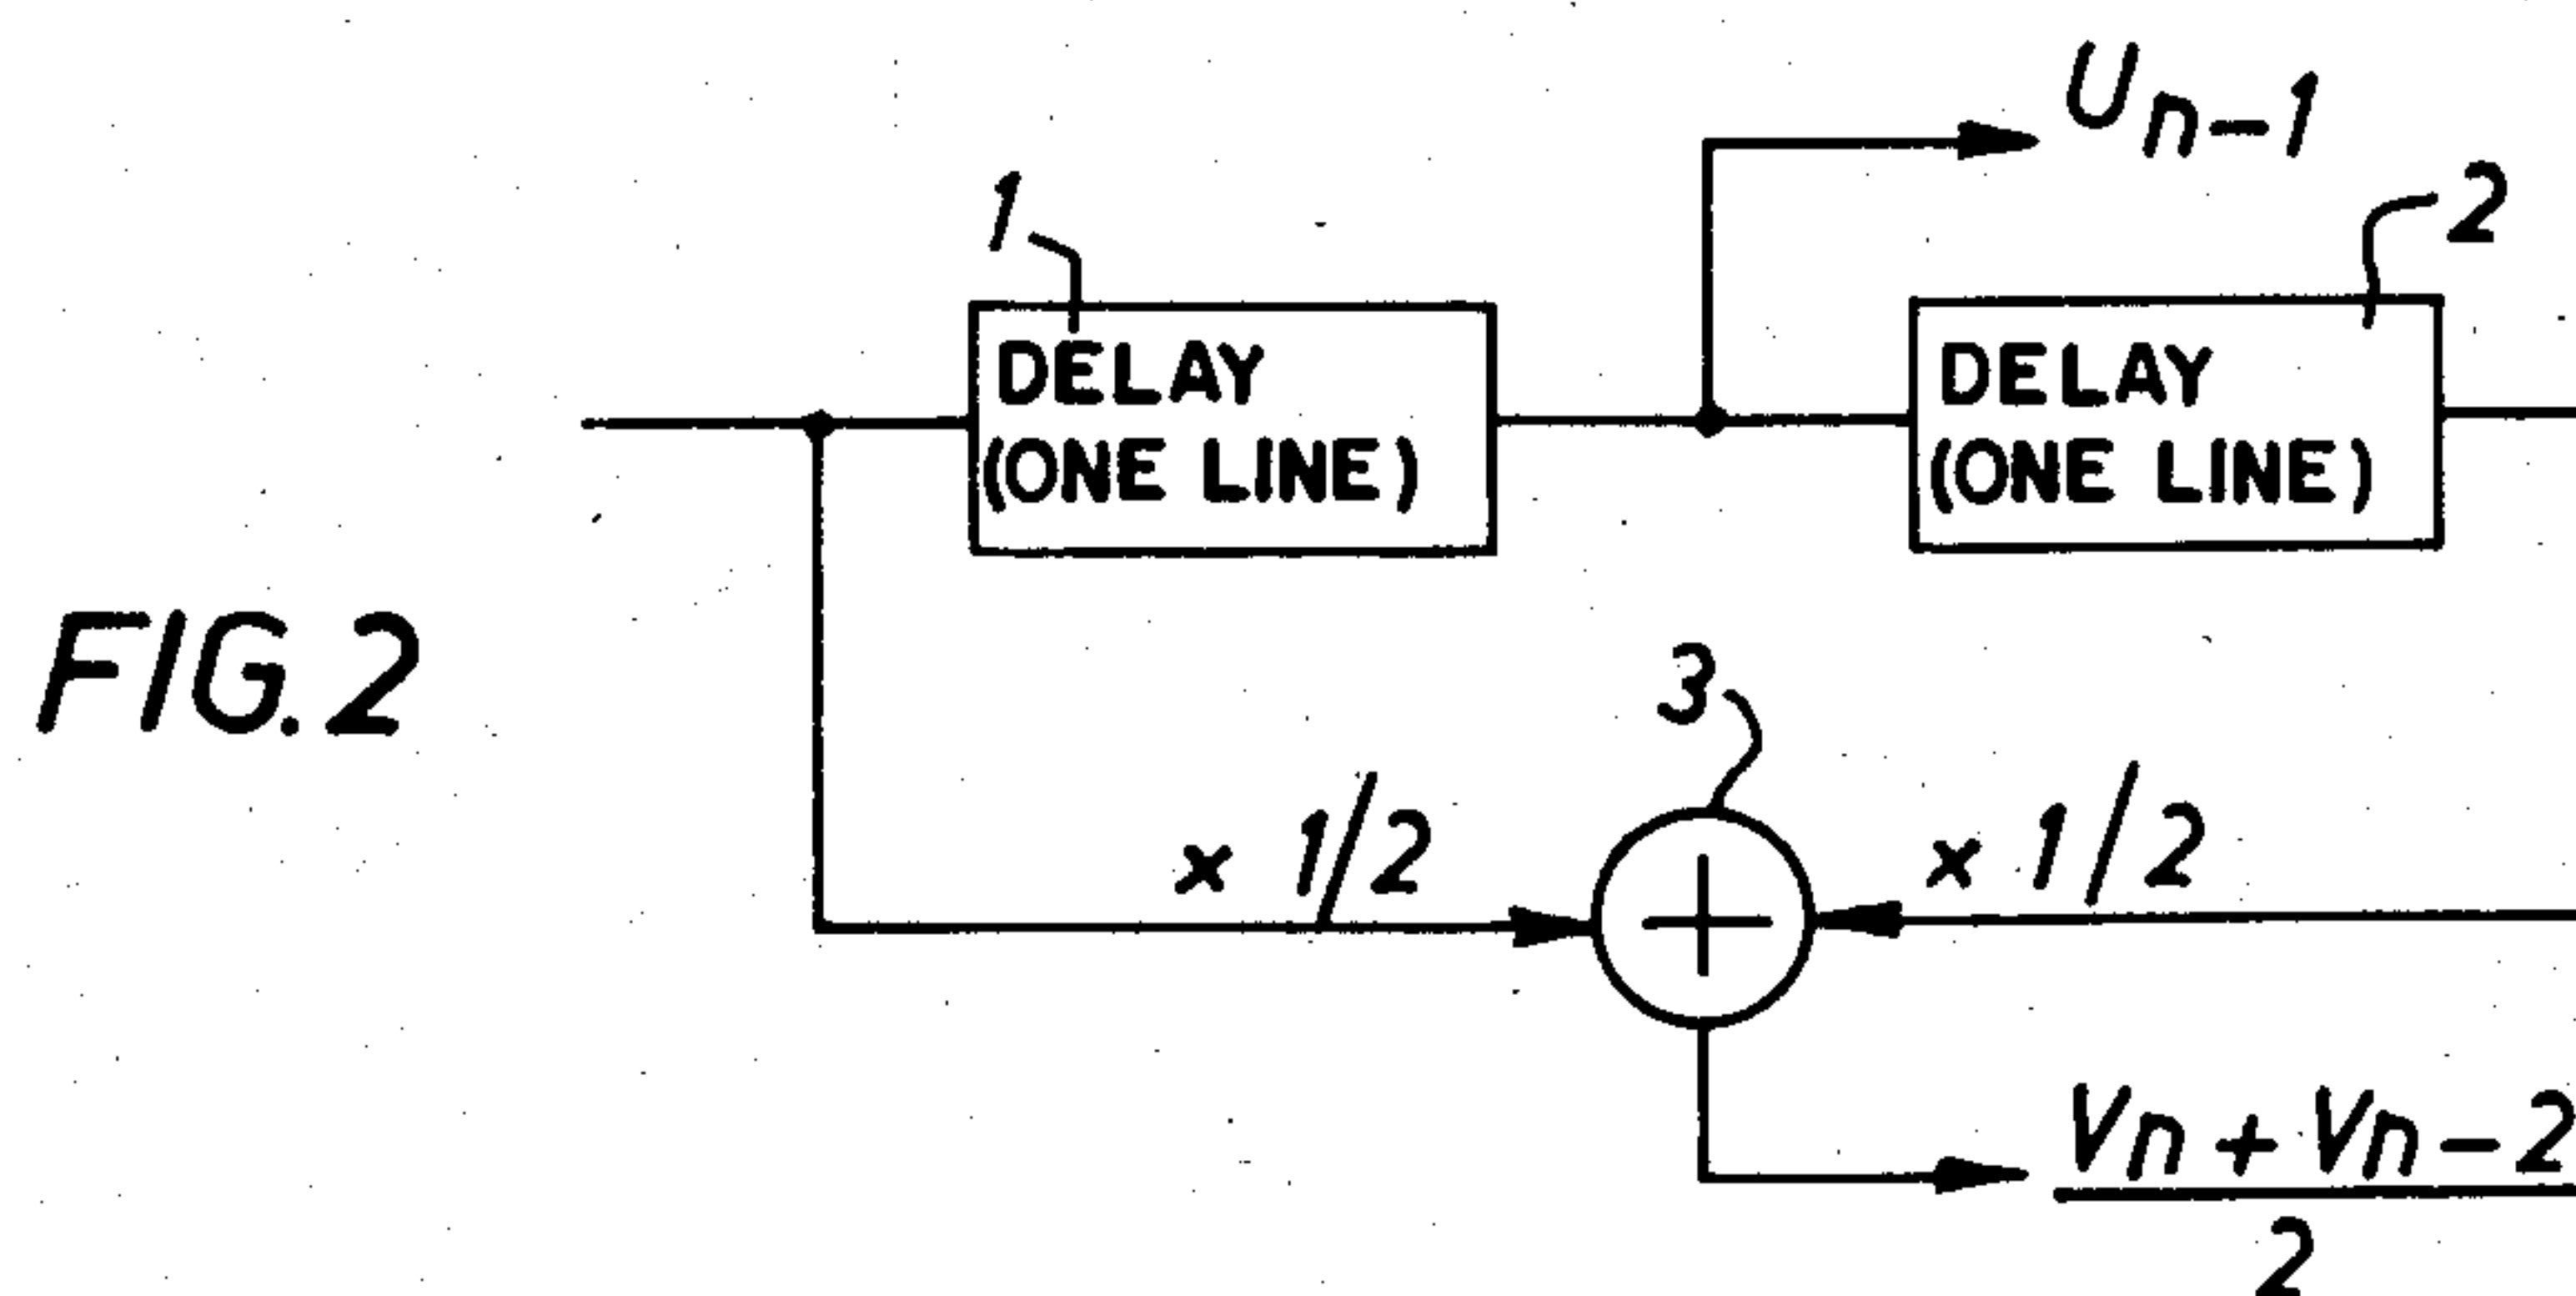 U n-1
1
2
DELAY
(ONE LINE)
DELAY
(ONE LINE)
FIG.2
3
x 1/2
x 1/2
Vn + Vn-2
2